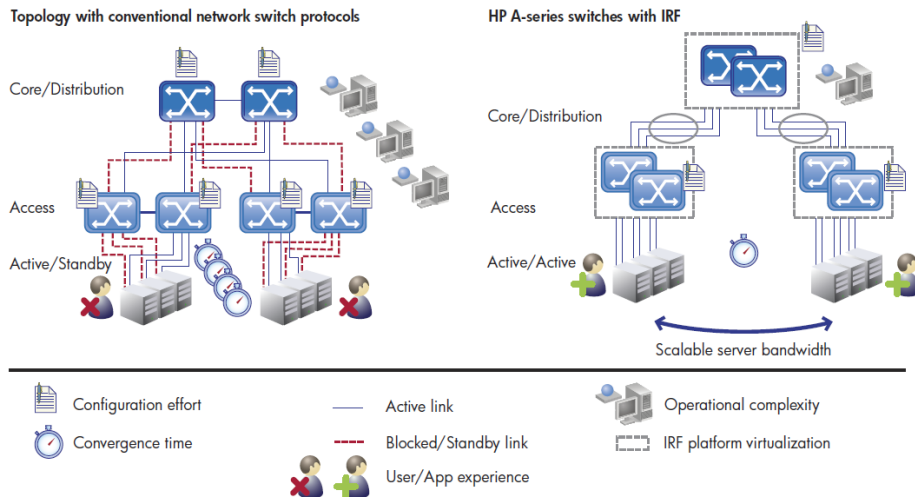 Topology with conventional network switch protocols
HP A-series switches with IRF
Core/Distribution
Core/Distribution
Access
Access
Active/Standby
Active/Active
Scalable server bandwidth
Configuration effort
Active link
Operational complexity
Convergence time
Blocked/Standby link
IRF platform virtualization
User/App experience